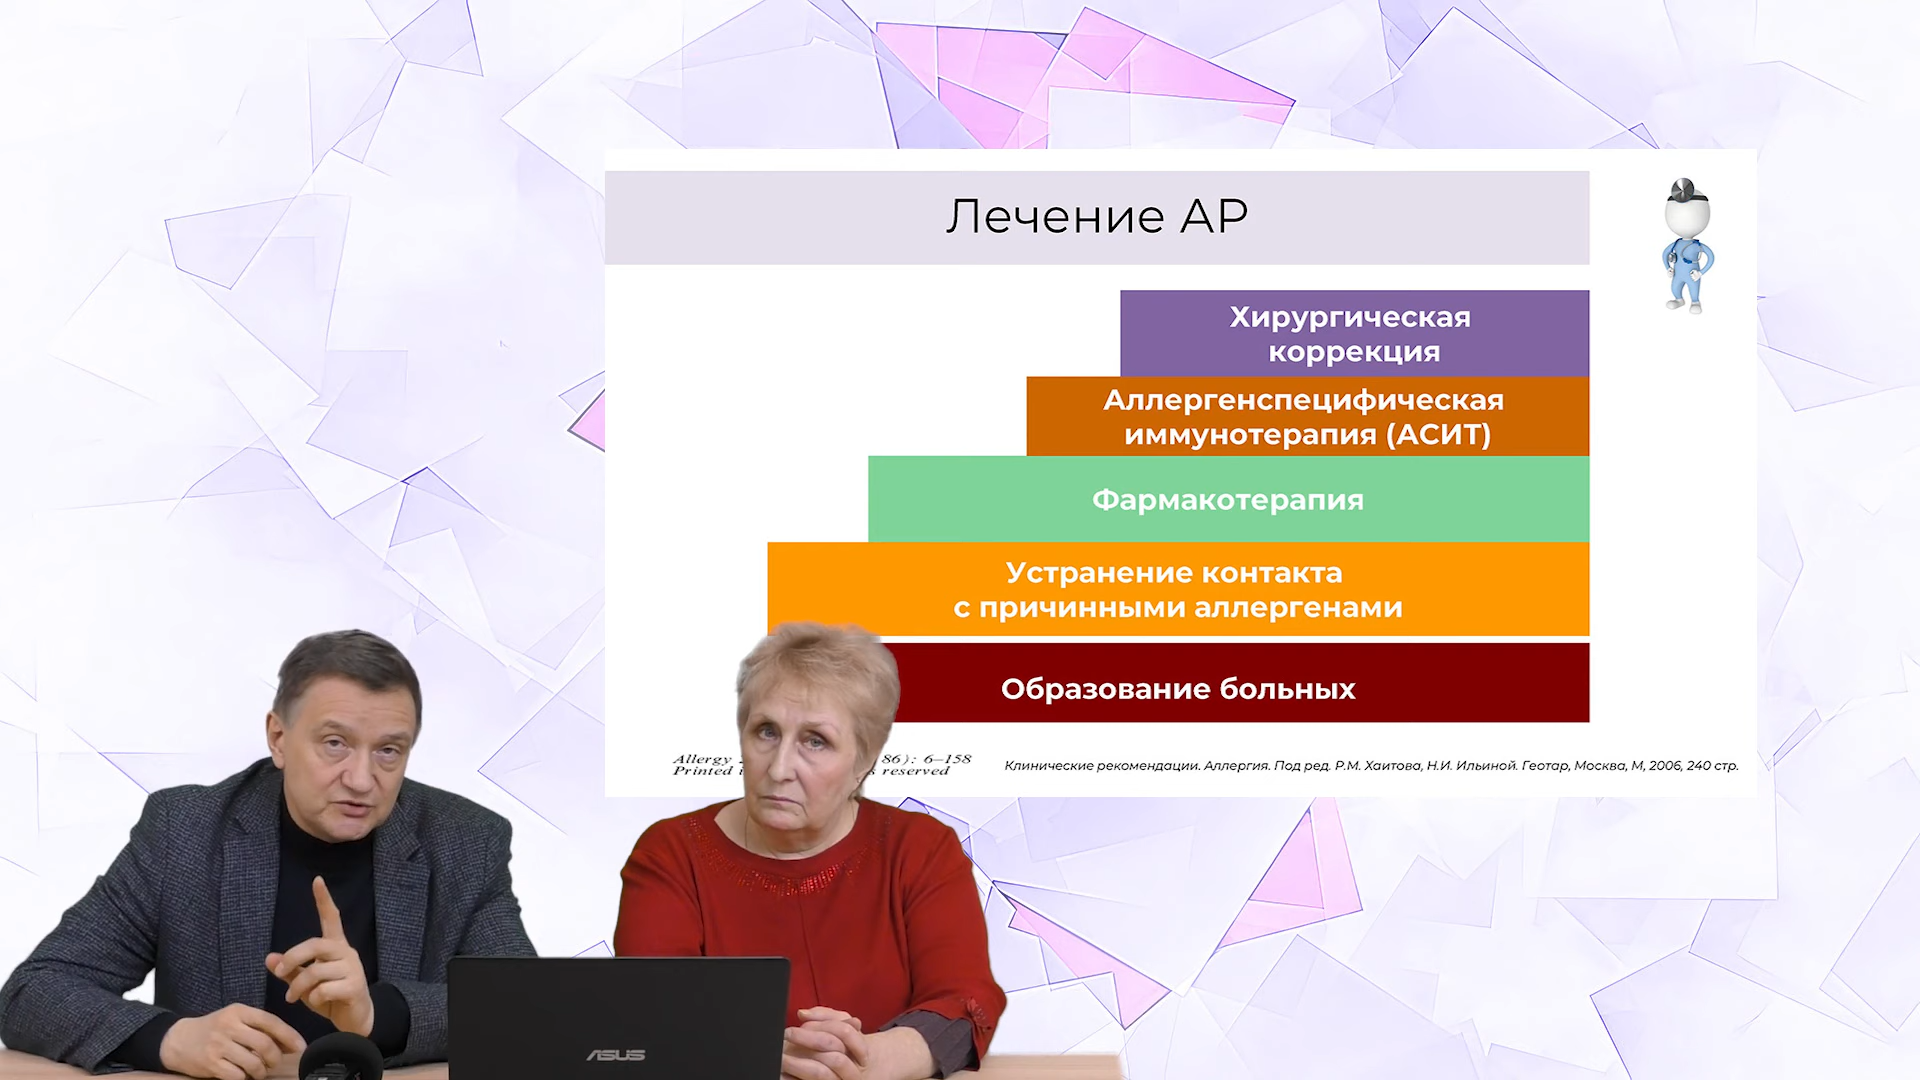 Лечение АР
Хирургическая
коррекция
Аллергенспецифическая
иммунотерапия (АСИТ)
Фармакотерапия
Устранение контакта
с причинными аллергенами
Образование больных
Allergy 86): 6–158
Printed reserved
Клинические рекомендации. Аллергия. Под ред. Р.М. Хаитова, Н.И. Ильиной. Геотар, Москва, М, 2006, 240 стр.
ASUS